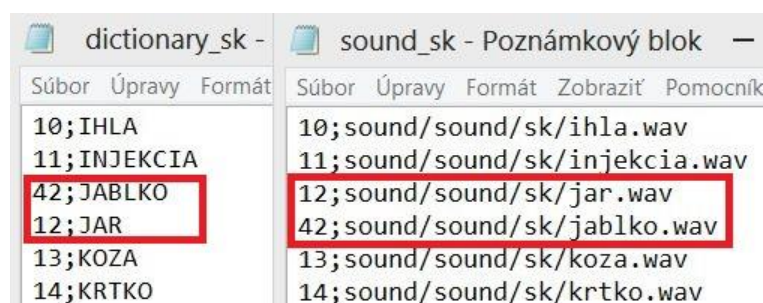 dictionary_sk -
Súbor Úpravy Formát
10;IHLA
11;INJEKCIA
42;JABLKO
12;JAR
13;KOZA
14;KRTKO
sound_sk - Poznámkový blok
Súbor Úpravy Formát Zobraziť Pomocník
10;sound/sound/sk/ihla.wav
11;sound/sound/sk/injekcia.wav
12;sound/sound/sk/jar.wav
42;sound/sound/sk/jablko.wav
13;sound/sound/sk/koza.wav
14;sound/sound/sk/krtko.wav